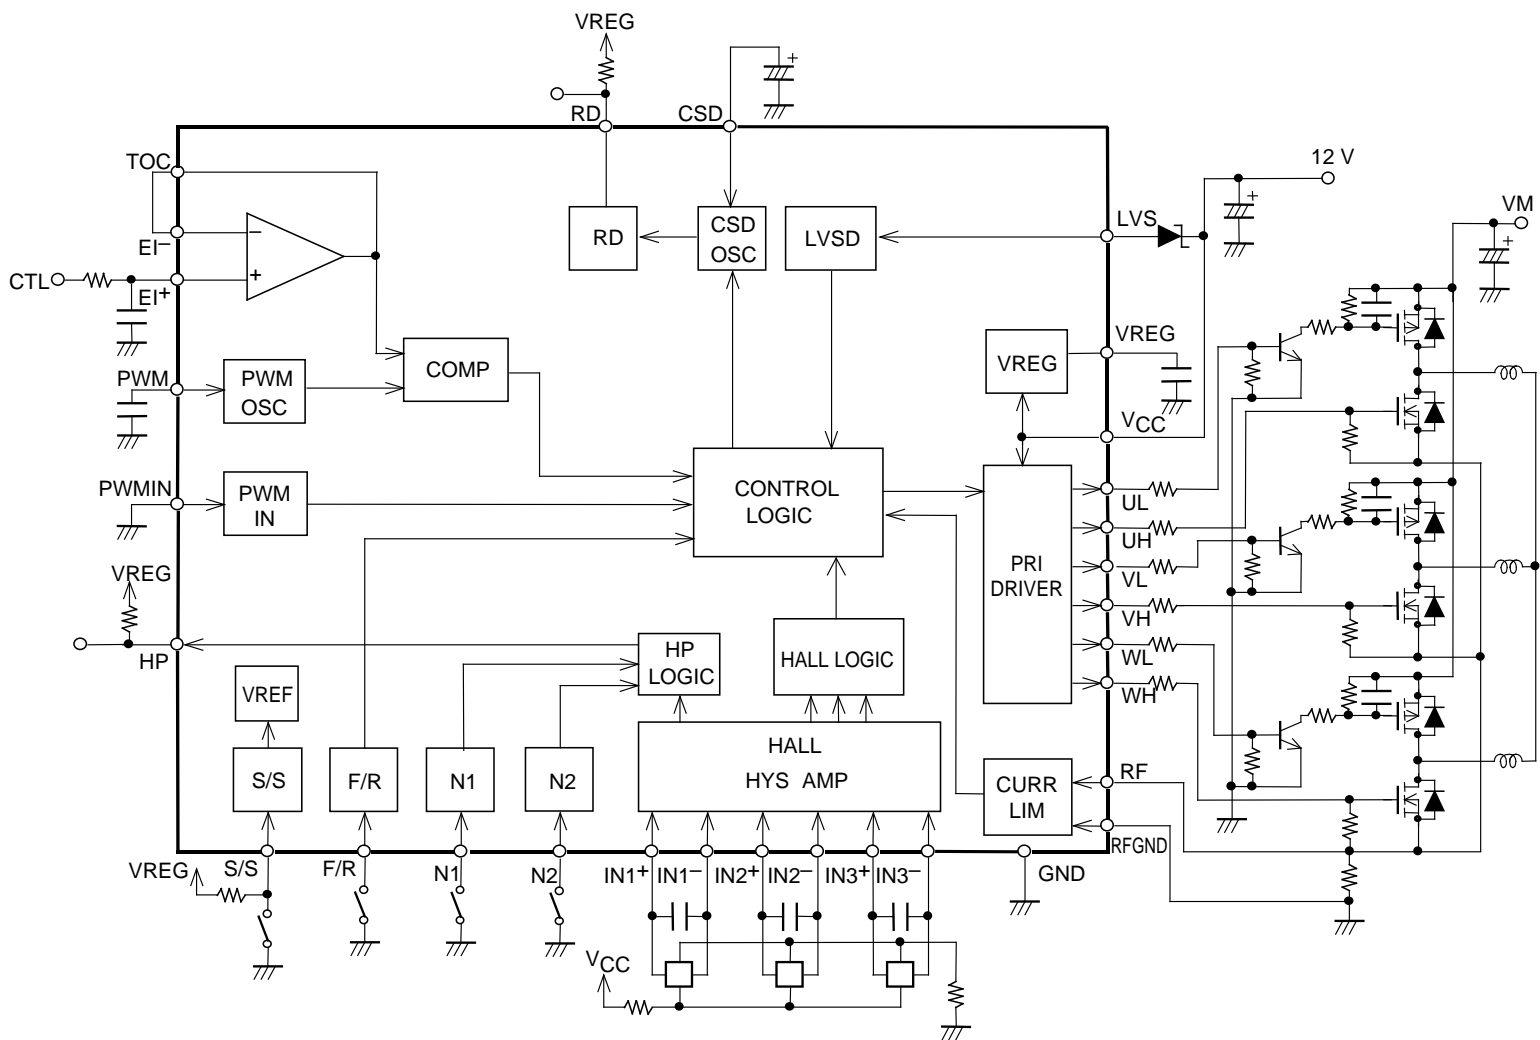 VREG
RD
CSD
+
12 V
+
VM
+
TOC
EI–
EI+
CTL
–
+
RD
CSD
OSC
LVSD
LVS
PWM
PWM
OSC
COMP
VREG
VREG
VCC
PWMIN
PWM
IN
CONTROL
LOGIC
PRI
DRIVER
UL
UH
VL
VH
WL
WH
VREG
HP
HP
LOGIC
HALL LOGIC
VREF
S/S
F/R
N1
N2
HALL
HYS AMP
CURR
LIM
RF
RFGND
VREG
S/S
F/R
N1
N2
IN1+
IN1–
IN2+
IN2–
IN3+
IN3–
GND
VCC